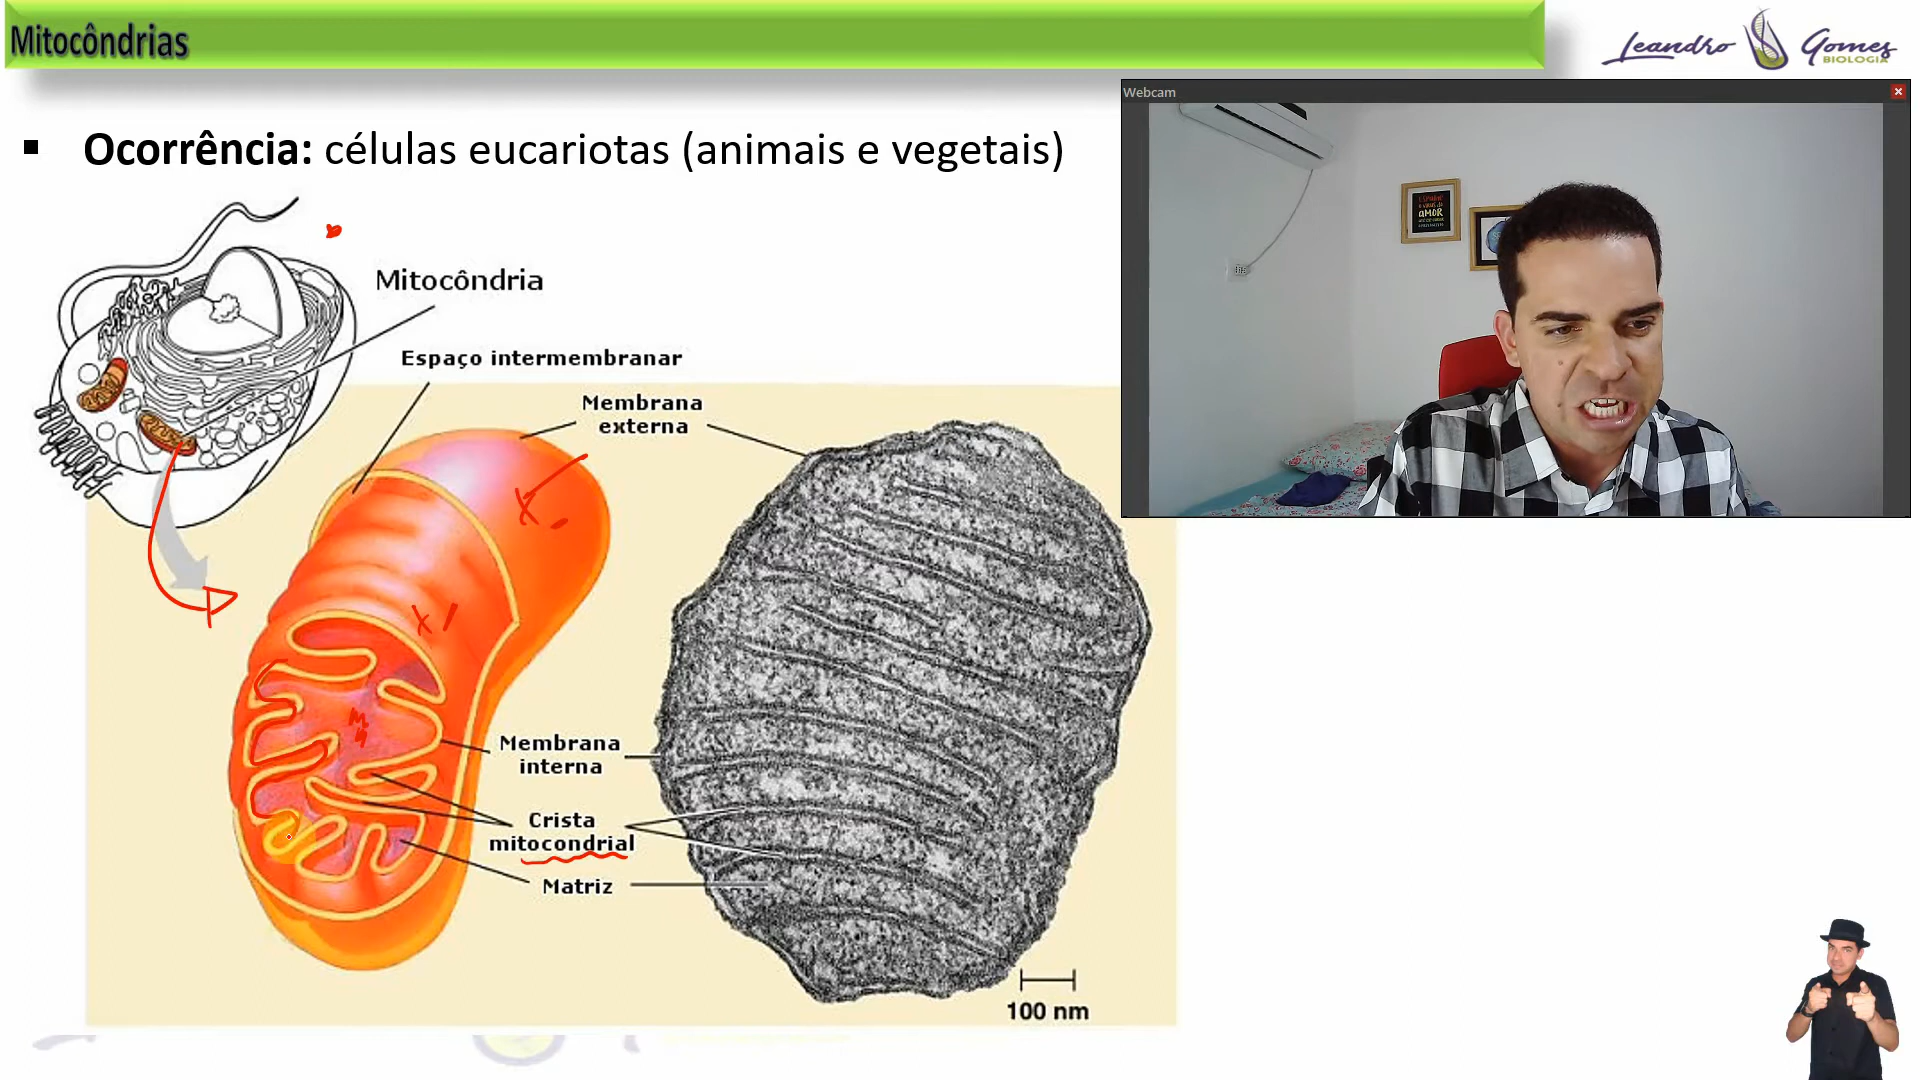 Mitocôndrias
Leandro Gomes
BIOLOGIA
Webcam
▪ Ocorrência: células eucariotas (animais e vegetais)
AMOR
Mitocôndria
Espaço intermembranar
Membrana
externa
Membrana
interna
Crista
mitocondrial
Matriz
100 nm